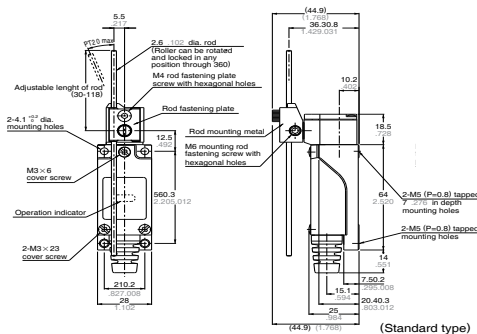 5.5
.217
PT2.0 max
2.6 .102 dia. rod
(Roller can be rotated
and locked in any
position through 360)
M4 rod fastening plate
screw with hexagonal holes
Adjustable lenght of rod
(30-118)
Rod fastening plate
2-4.1 +0.2 0 dia.
mounting holes
12.5
.492
M3×6
cover screw
560.3
2.205.012
Operation indicator
2-M3×23
cover screw
210.2
.827.008
28
1.102
(44.9)
(1.768)
36.30.8
1.429.031
10.2
.402
18.5
.728
Rod mounting metal
M6 mounting rod
fastening screw with
hexagonal holes
2-M5 (P=0.8) tapped
7 .276 in depth
mounting holes
64
2.520
2-M5 (P=0.8) tapped
mounting holes
14
.551
7.50.2
.295.008
15.1
.594
20.40.3
.803.012
25
.984
(44.9) (1.768)
(Standard type)